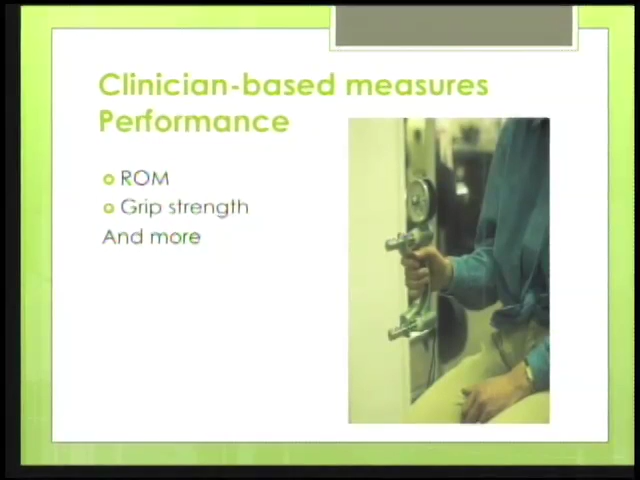 Clinician-based measures
Performance
ROM
Grip strength
And more